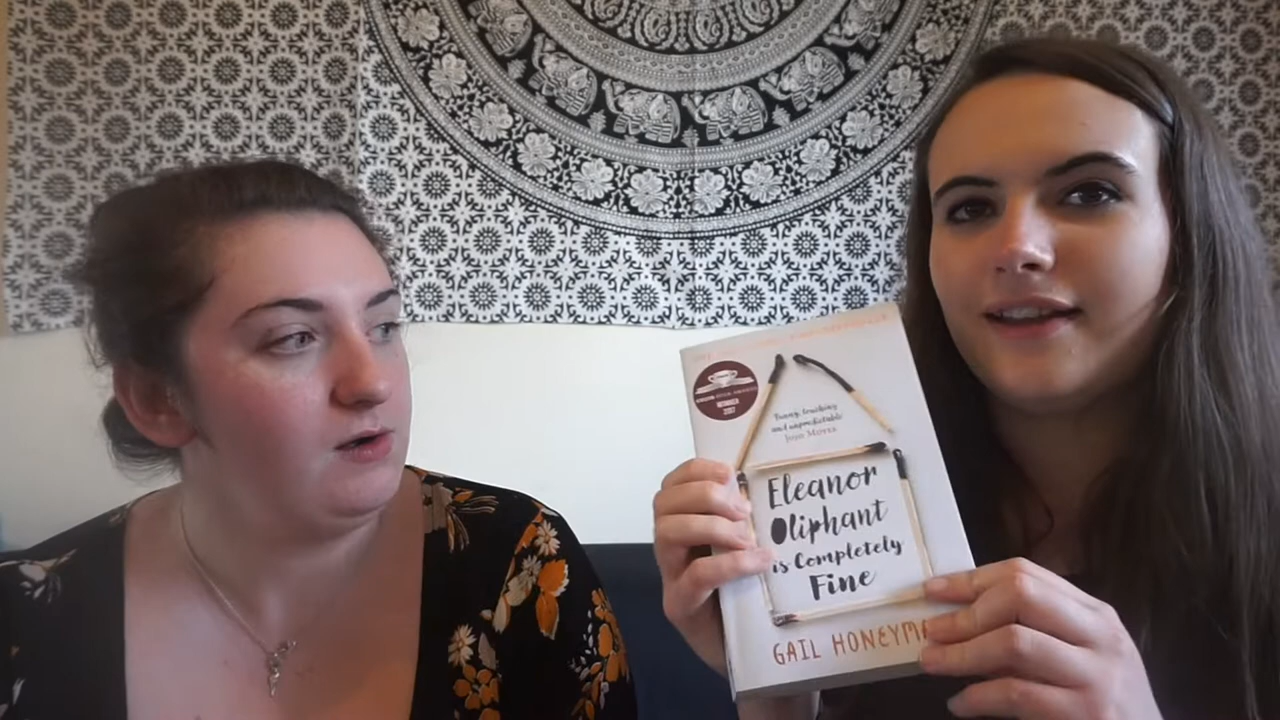 Funny, touching
and unpredictable
Jojo Moyes
Eleanor
Oliphant
is Completely
Fine
GAIL HONEYMA